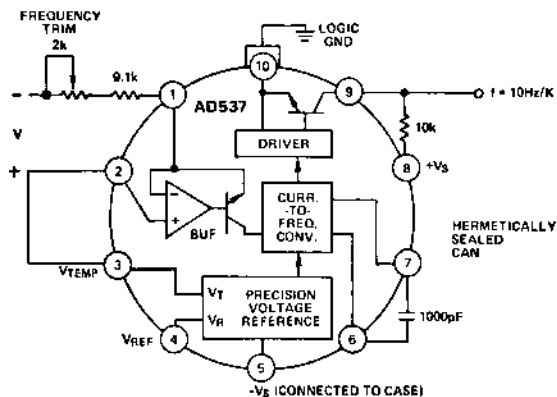 FREQUENCY
TRIM
2k
9.1k
LOGIC
GND
10
1
AD537
9
f = 10Hz/K
−
V
+
10k
DRIVER
8
+VS
2
−
+
BUF
CURR.
-TO-
FREQ.
CONV.
HERMETICALLY
SEALED
CAN
7
3
VTEMP
VT
VR
PRECISION
VOLTAGE
REFERENCE
1000pF
VREF
4
6
5
-VS (CONNECTED TO CASE)